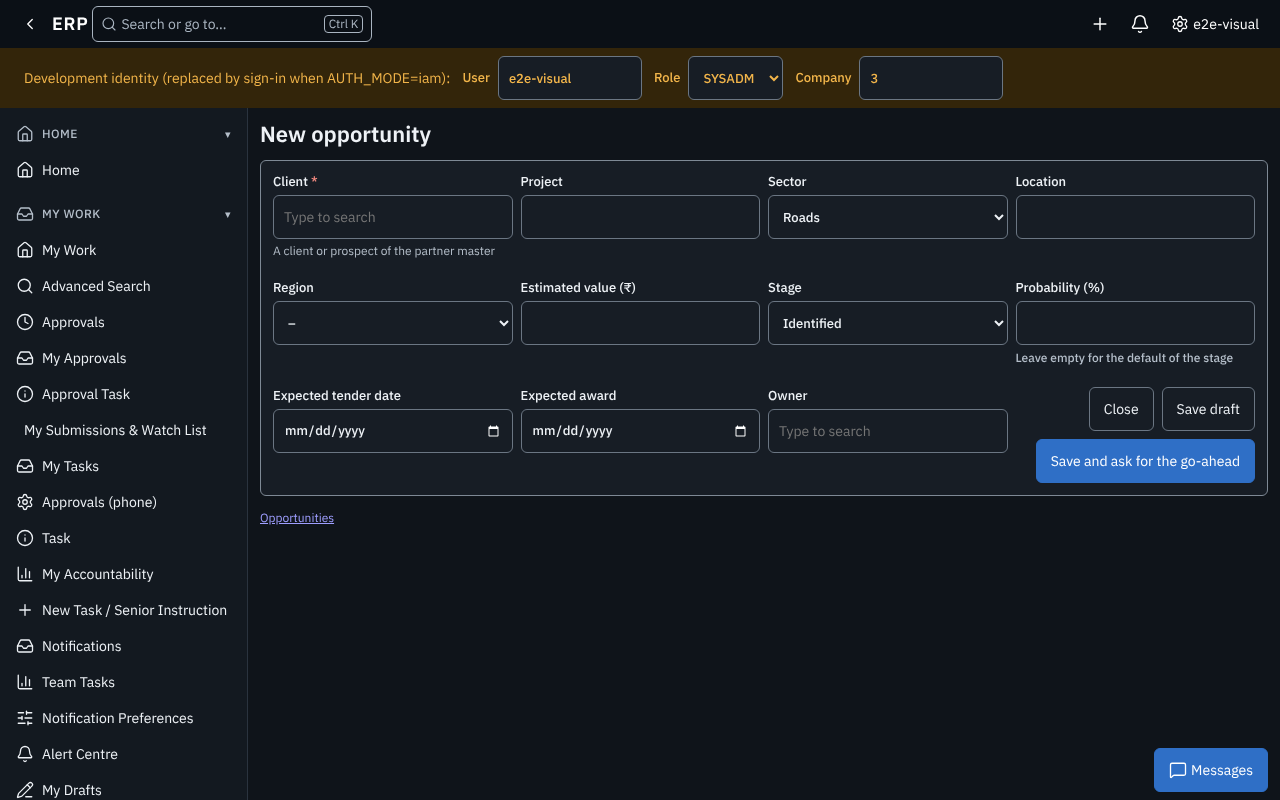 ERP
Search or go to...
Ctrl K
e2e-visual
Development identity (replaced by sign-in when AUTH_MODE=iam):
User
e2e-visual
Role
SYSADM
Company
3
HOME
Home
MY WORK
My Work
Advanced Search
Approvals
My Approvals
Approval Task
My Submissions & Watch List
My Tasks
Approvals (phone)
Task
My Accountability
New Task / Senior Instruction
Notifications
Team Tasks
Notification Preferences
Alert Centre
My Drafts
New opportunity
Client *
Project
Sector
Location
Type to search
Roads
A client or prospect of the partner master
Region
Estimated value (₹)
Stage
Probability (%)
–
Identified
Leave empty for the default of the stage
Expected tender date
Expected award
Owner
mm/dd/yyyy
mm/dd/yyyy
Type to search
Close
Save draft
Save and ask for the go-ahead
Opportunities
Messages